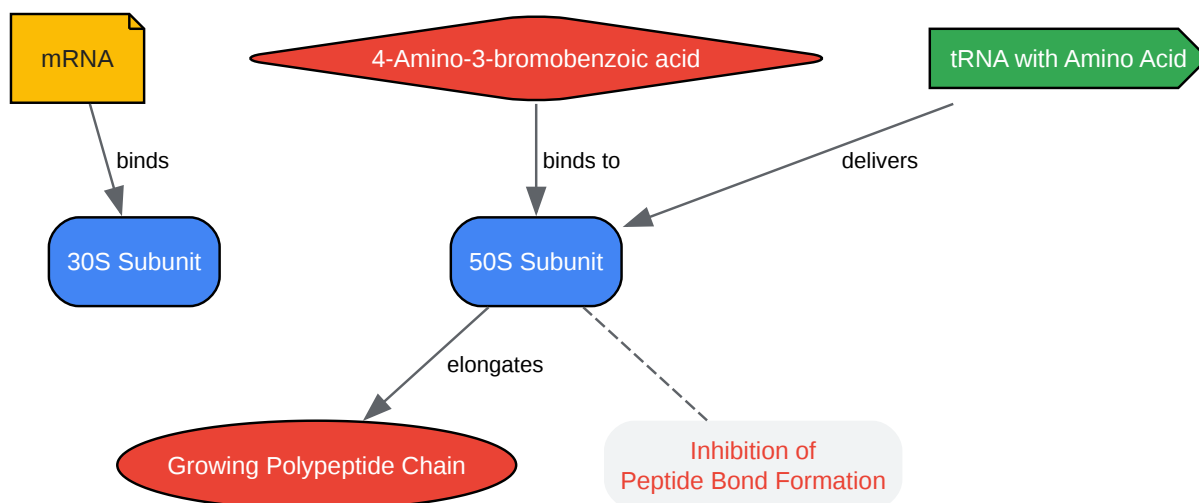 mRNA
4-Amino-3-bromobenzoic acid
tRNA with Amino Acid
binds
binds to
delivers
30S Subunit
50S Subunit
elongates
Growing Polypeptide Chain
Inhibition of
Peptide Bond Formation